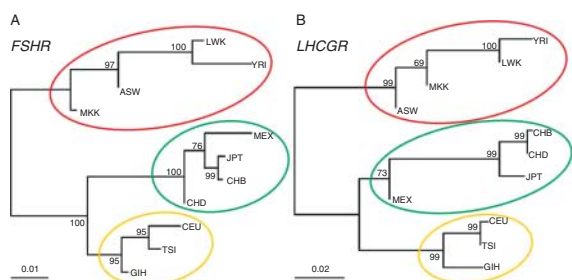 A
FSHR
100
LWK
YRI
97
ASW
MKK
76
MEX
JPT
99
CHB
100
CHD
100
95
CEU
TSI
95
GIH
0.01
B
LHCGR
100
YRI
LWK
69
MKK
99
ASW
99
CHB
CHD
99
JPT
73
MEX
CEU
99
TSI
99
GIH
0.02